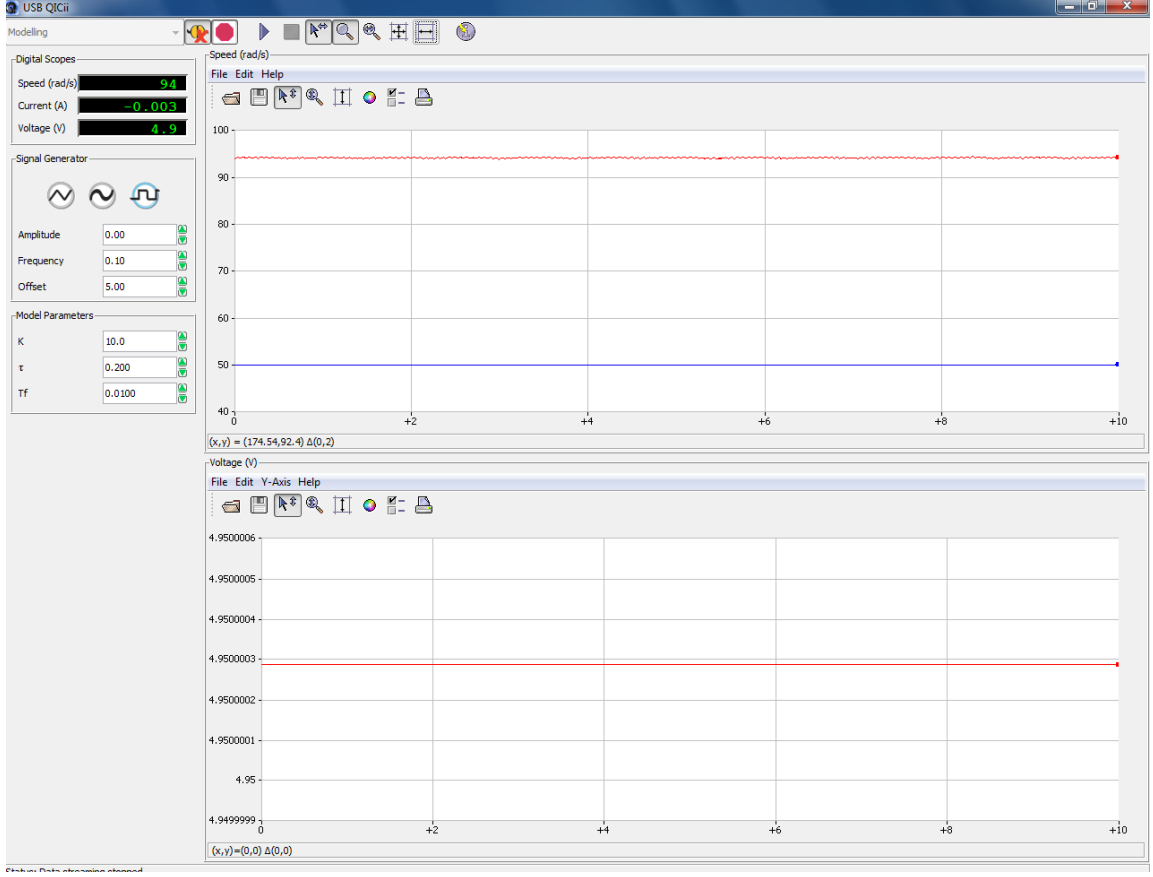 USB QICii
Modelling
Digital Scopes
Speed (rad/s) 94
Current (A) -0.003
Voltage (V) 4.9
Signal Generator
Amplitude 0.00
Frequency 0.10
Offset 5.00
Model Parameters
K 10.0
τ 0.200
Tf 0.0100
Speed (rad/s)
File Edit Help
100
90
80
70
60
50
40
0 +2 +4 +6 +8 +10
(x,y) = (174.54,92.4) Δ(0,2)
Voltage (V)
File Edit Y-Axis Help
4.9500006
4.9500005
4.9500004
4.9500003
4.9500002
4.9500001
4.95
4.9499999
0 +2 +4 +6 +8 +10
(x,y)=(0,0) Δ(0,0)
Status: Data streaming stopped